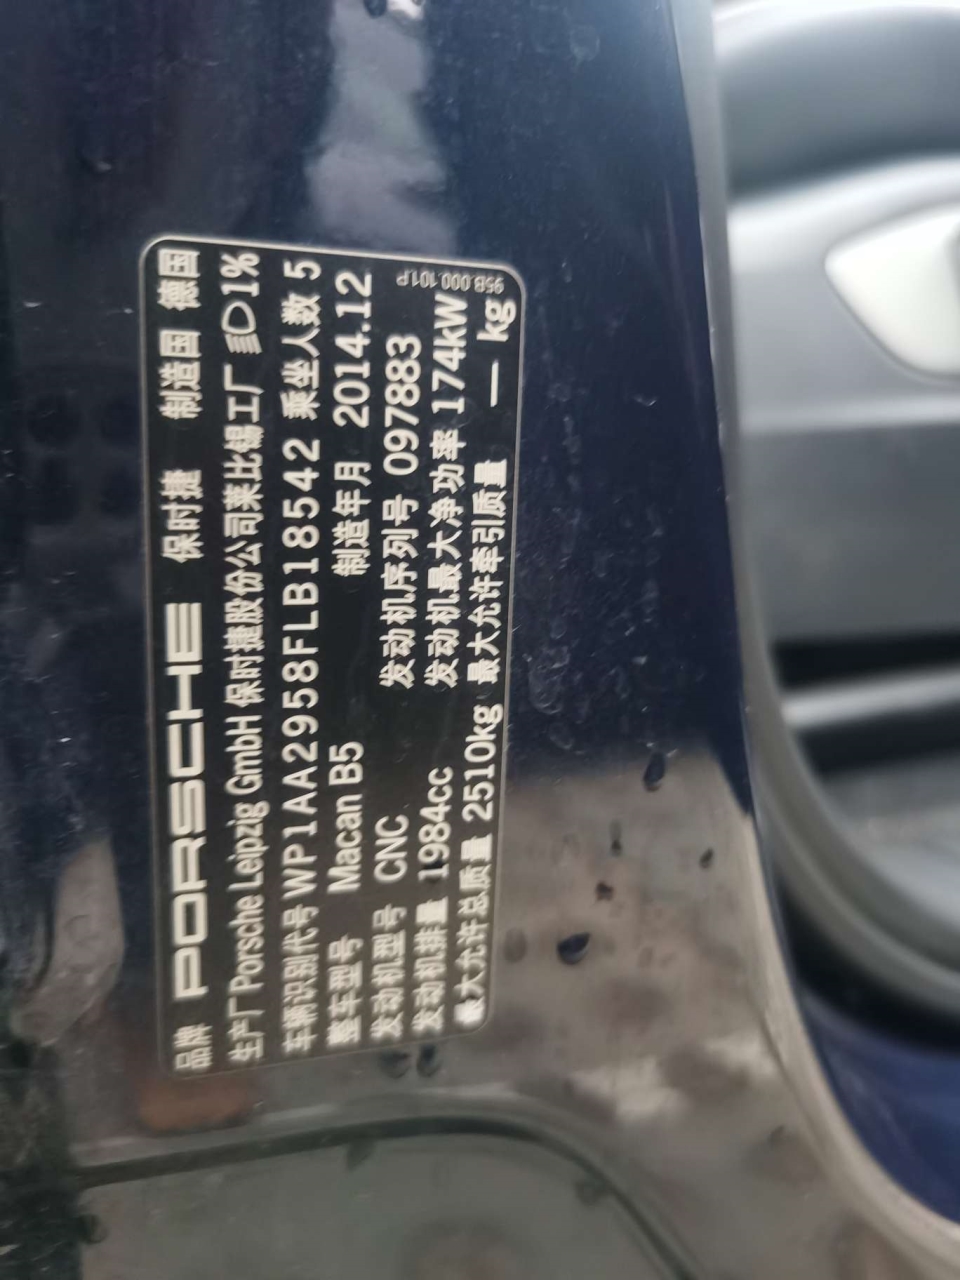 品牌 PORSCHE 保时捷 制造国 德国
生产厂 Porsche Leipzig GmbH 保时捷股份公司莱比锡工厂 1%
车辆识别代号 WP1AA2958FLB18542 乘坐人数 5
整车型号 Macan B5 制造年月 2014.12
发动机型号 CNC 发动机序列号 097883
发动机排量 1984cc 发动机最大净功率 174kW
最大允许总质量 2510kg 最大允许牵引质量 — kg
95B.000.101.P